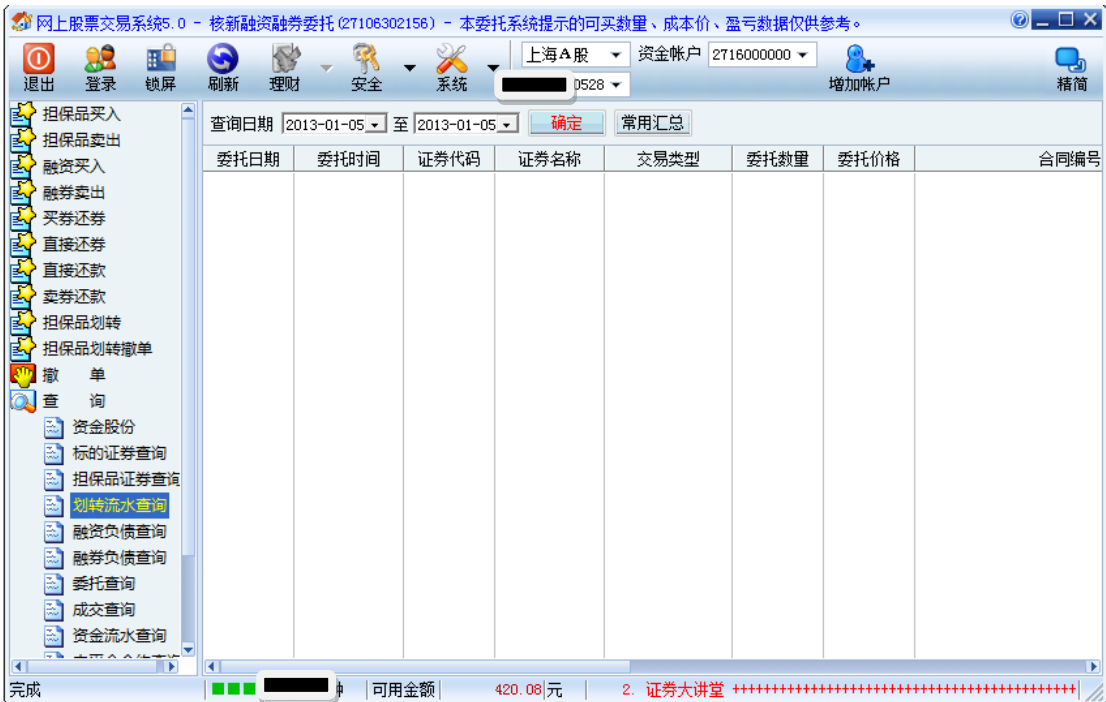 网上股票交易系统5.0 - 核新融资融券委托(27106302156) - 本委托系统提示的可买数量、成本价、盈亏数据仅供参考。
退出 登录 锁屏 刷新 理财 安全 系统 上海A股 资金帐户 2716000000 增加帐户 精简
0528
担保品买入
担保品卖出
融资买入
融券卖出
买券还券
直接还券
直接还款
卖券还款
担保品划转
担保品划转撤单
撤 单
查 询
资金股份
标的证券查询
担保品证券查询
划转流水查询
融资负债查询
融券负债查询
委托查询
成交查询
资金流水查询
查询日期 2013-01-05 至 2013-01-05 确定 常用汇总
委托日期 委托时间 证券代码 证券名称 交易类型 委托数量 委托价格 合同编号
完成 可用金额 420.08 元 2. 证券大讲堂 ++++++++++++++++++++++++++++++++++++++++++++